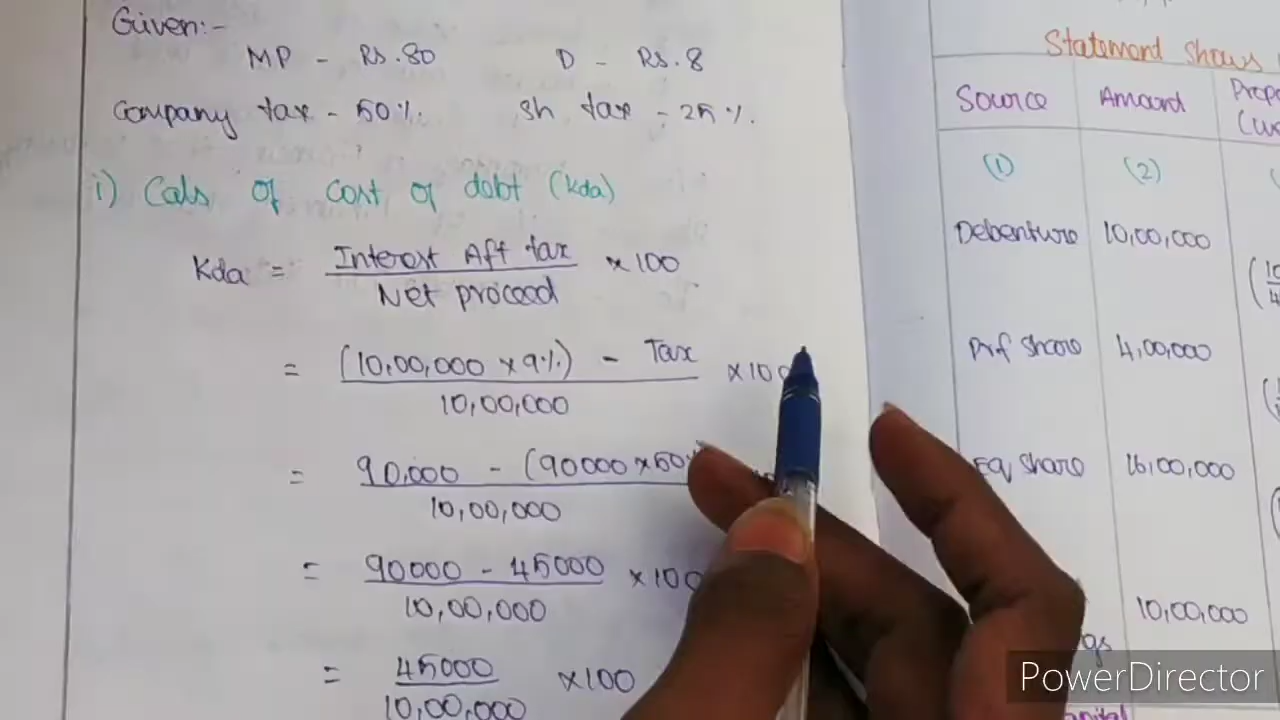 Given:-
MP - Rs.80 D - Rs.8
Company tax - 50%. Sh tax - 25%.
i) Cals of cost of debt (Kda)
Kda = Interest Aft tax × 100
Net proceed
= (10,00,000 × 9%) - Tax × 100
10,00,000
= 90,000 - (90000 × 50%
10,00,000
= 90000 - 45000 × 100
10,00,000
= 45000 × 100
10,00,000
Statement Shows
Source Amount
(1) (2)
Debenture 10,00,000
Prf Share 4,00,000
Eq Share 16,00,000
10,00,000
PowerDirector